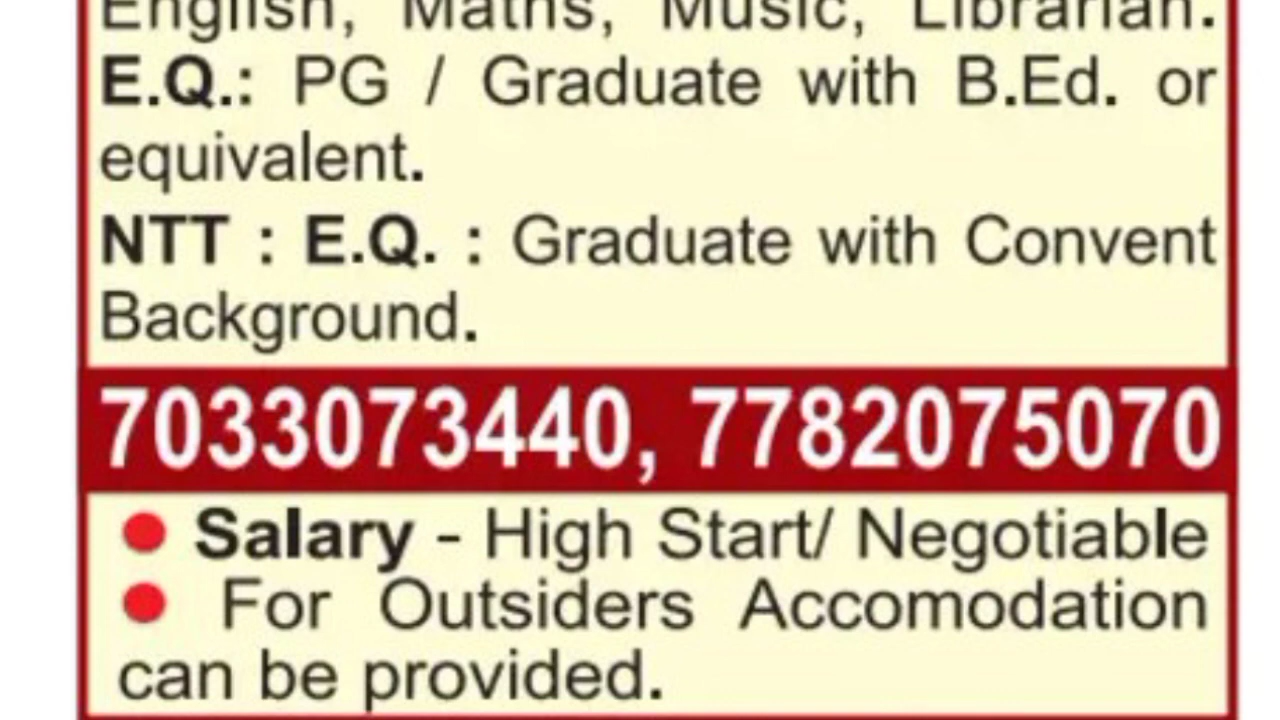 English, Maths, Music, Librarian.
E.Q.: PG / Graduate with B.Ed. or
equivalent.
NTT : E.Q. : Graduate with Convent
Background.
7033073440, 7782075070
● Salary - High Start/ Negotiable
● For Outsiders Accomodation
can be provided.